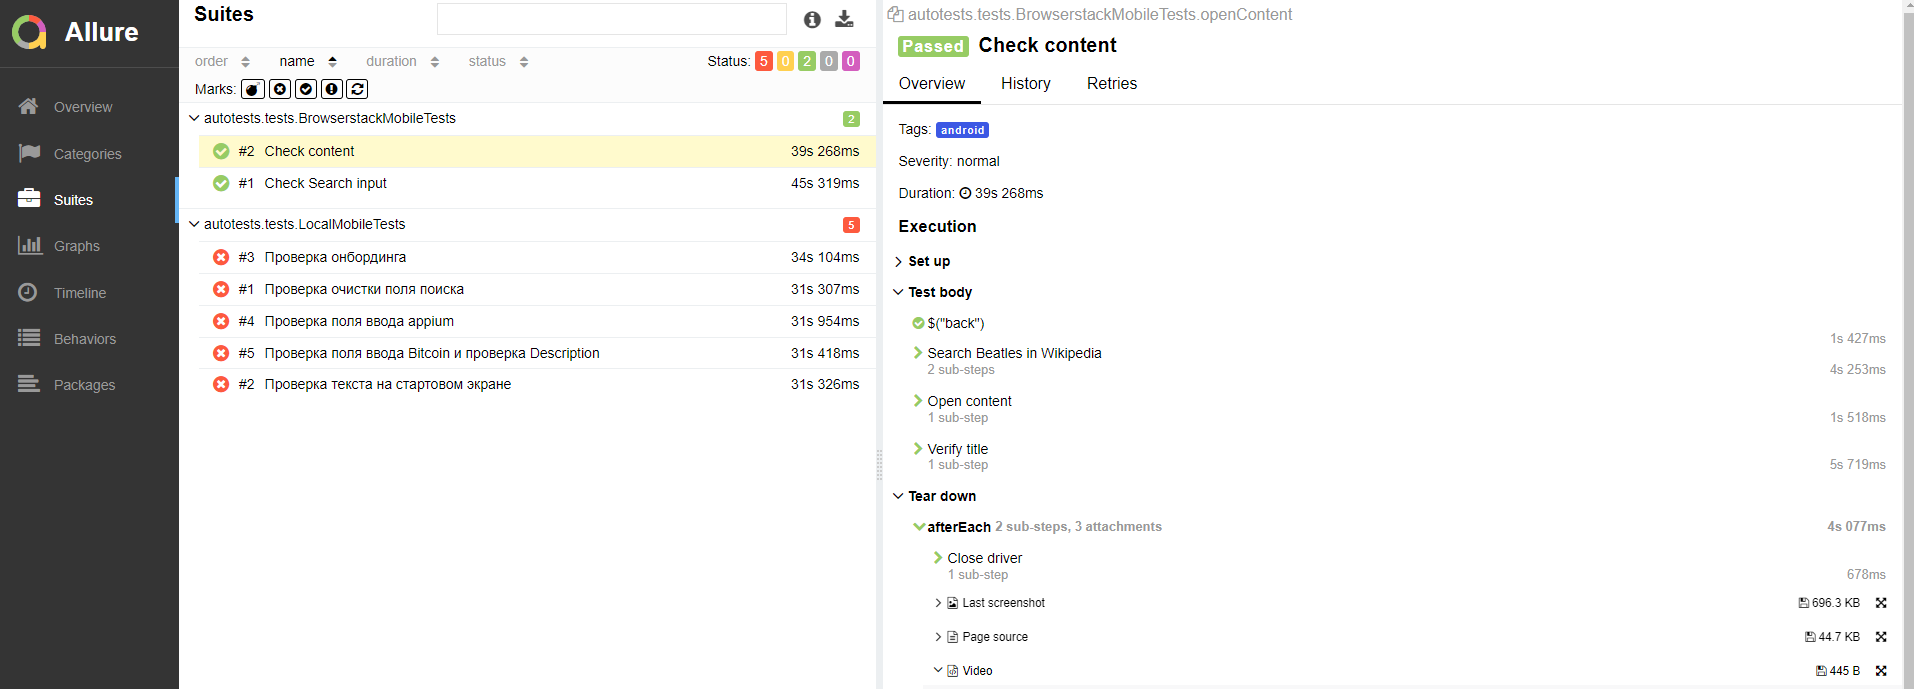 Allure
Overview
Categories
Suites
Graphs
Timeline
Behaviors
Packages
Suites
order name duration status Status: 5 0 2 0 0
Marks:
autotests.tests.BrowserstackMobileTests 2
#2 Check content 39s 268ms
#1 Check Search input 45s 319ms
autotests.tests.LocalMobileTests 5
#3 Проверка онбординга 34s 104ms
#1 Проверка очистки поля поиска 31s 307ms
#4 Проверка поля ввода appium 31s 954ms
#5 Проверка поля ввода Bitcoin и проверка Description 31s 418ms
#2 Проверка текста на стартовом экране 31s 326ms
autotests.tests.BrowserstackMobileTests.openContent
Passed Check content
Overview History Retries
Tags: android
Severity: normal
Duration: 39s 268ms
Execution
Set up
Test body
$("back")
1s 427ms
Search Beatles in Wikipedia
2 sub-steps 4s 253ms
Open content
1 sub-step 1s 518ms
Verify title
1 sub-step 5s 719ms
Tear down
afterEach 2 sub-steps, 3 attachments 4s 077ms
Close driver
1 sub-step 678ms
Last screenshot 696.3 KB
Page source 44.7 KB
Video 445 B